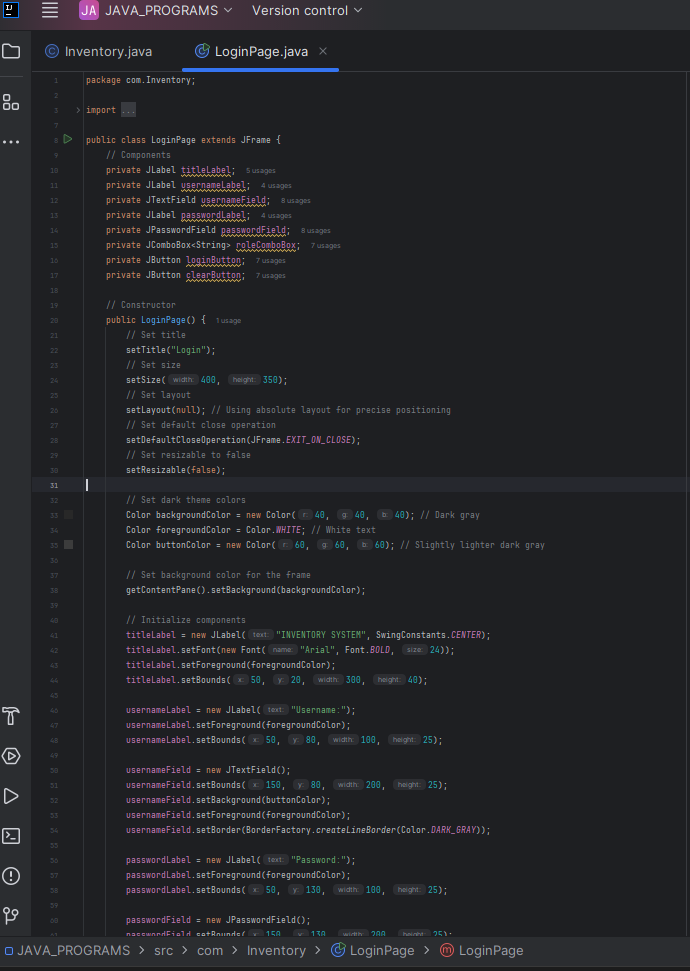 JA JAVA_PROGRAMS Version control
Inventory.java LoginPage.java
1 package com.Inventory;
2
3 import ...
7
8 public class LoginPage extends JFrame {
9 // Components
10 private JLabel titleLabel; 5 usages
11 private JLabel usernameLabel; 4 usages
12 private JTextField usernameField; 8 usages
13 private JLabel passwordLabel; 4 usages
14 private JPasswordField passwordField; 8 usages
15 private JComboBox<String> roleComboBox; 7 usages
16 private JButton loginButton; 7 usages
17 private JButton clearButton; 7 usages
18
19 // Constructor
20 public LoginPage() { 1 usage
21 // Set title
22 setTitle("Login");
23 // Set size
24 setSize( width: 400, height: 350);
25 // Set layout
26 setLayout(null); // Using absolute layout for precise positioning
27 // Set default close operation
28 setDefaultCloseOperation(JFrame.EXIT_ON_CLOSE);
29 // Set resizable to false
30 setResizable(false);
31
32 // Set dark theme colors
33 Color backgroundColor = new Color( r: 40, g: 40, b: 40); // Dark gray
34 Color foregroundColor = Color.WHITE; // White text
35 Color buttonColor = new Color( r: 60, g: 60, b: 60); // Slightly lighter dark gray
36
37 // Set background color for the frame
38 getContentPane().setBackground(backgroundColor);
39
40 // Initialize components
41 titleLabel = new JLabel( text: "INVENTORY SYSTEM", SwingConstants.CENTER);
42 titleLabel.setFont(new Font( name: "Arial", Font.BOLD, size: 24));
43 titleLabel.setForeground(foregroundColor);
44 titleLabel.setBounds( x: 50, y: 20, width: 300, height: 40);
45
46 usernameLabel = new JLabel( text: "Username:");
47 usernameLabel.setForeground(foregroundColor);
48 usernameLabel.setBounds( x: 50, y: 80, width: 100, height: 25);
49
50 usernameField = new JTextField();
51 usernameField.setBounds( x: 150, y: 80, width: 200, height: 25);
52 usernameField.setBackground(buttonColor);
53 usernameField.setForeground(foregroundColor);
54 usernameField.setBorder(BorderFactory.createLineBorder(Color.DARK_GRAY));
55
56 passwordLabel = new JLabel( text: "Password:");
57 passwordLabel.setForeground(foregroundColor);
58 passwordLabel.setBounds( x: 50, y: 130, width: 100, height: 25);
59
60 passwordField = new JPasswordField();
61 passwordField.setBounds( x: 150, y: 130, width: 200, height: 25);
JAVA_PROGRAMS > src > com > Inventory > LoginPage > LoginPage